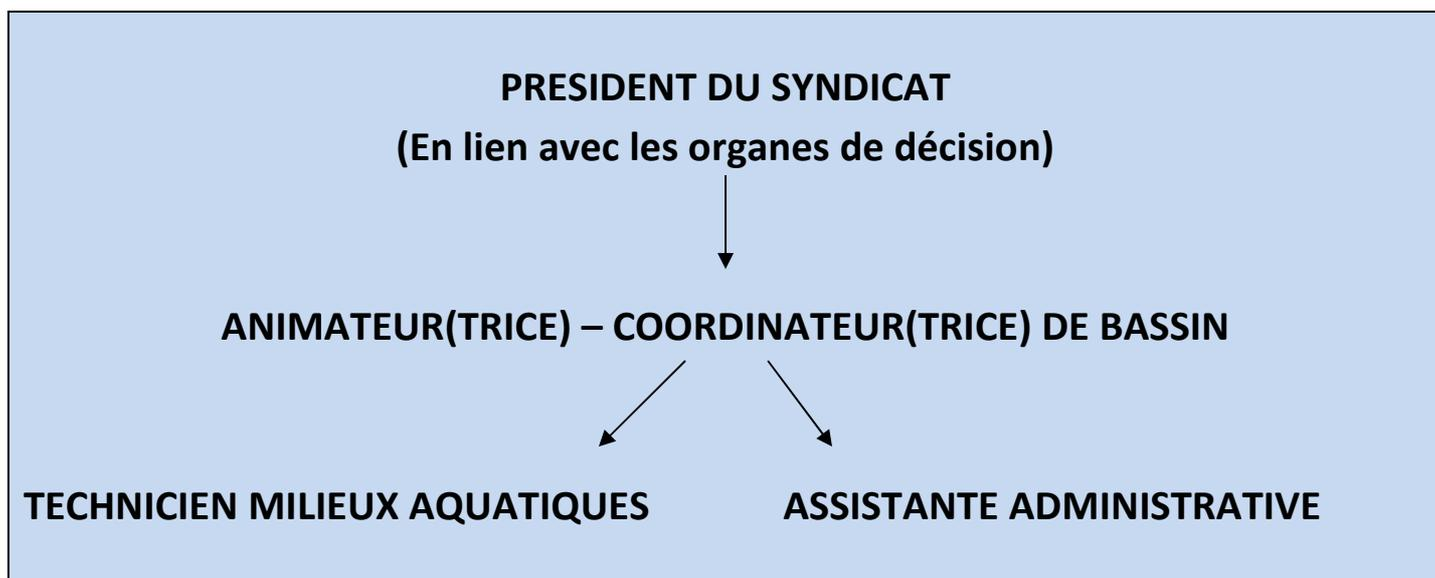 PRESIDENT DU SYNDICAT
(En lien avec les organes de décision)
ANIMATEUR(TRICE) – COORDINATEUR(TRICE) DE BASSIN
TECHNICIEN MILIEUX AQUATIQUES ASSISTANTE ADMINISTRATIVE